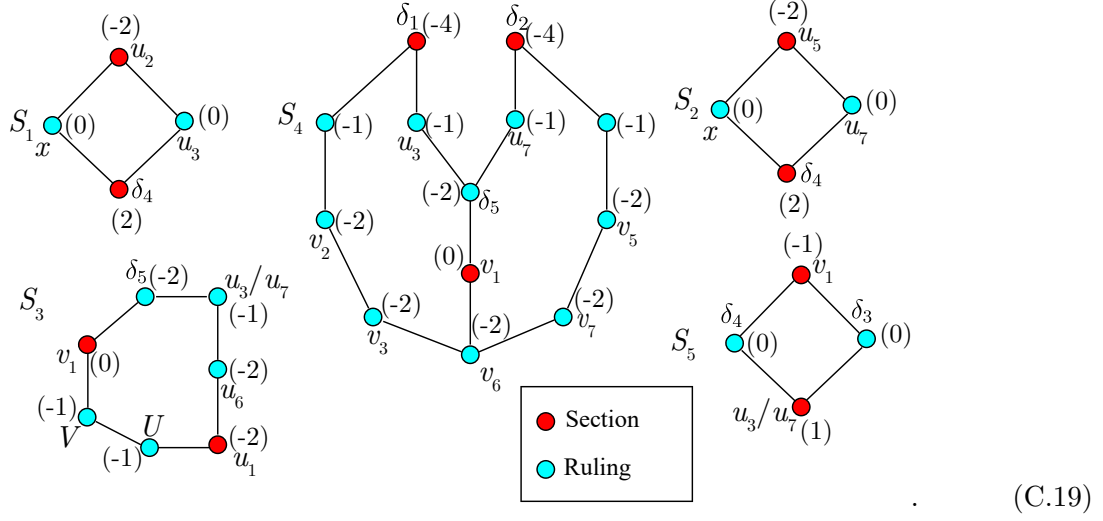 S₁
(-2)
u₂
(0)
x
(0)
u₃
δ₄
(2)
S₄
δ₁
(-4)
δ₂
(-4)
(-1)
(-1)
u₃
(-1)
u₇
(-1)
(-2)
δ₅
(-2)
v₂
(-2)
v₅
(0)
v₁
(-2)
v₃
(-2)
v₇
(-2)
v₆
S₂
(-2)
u₅
(0)
x
(0)
u₇
δ₄
(2)
S₃
δ₅
(-2)
u₃/u₇
(-1)
v₁
(0)
(-2)
u₆
(-1)
V
U
(-1)
(-2)
u₁
S₅
(-1)
v₁
δ₄
(0)
δ₃
(0)
u₃/u₇
(1)
Section
Ruling
. (C.19)